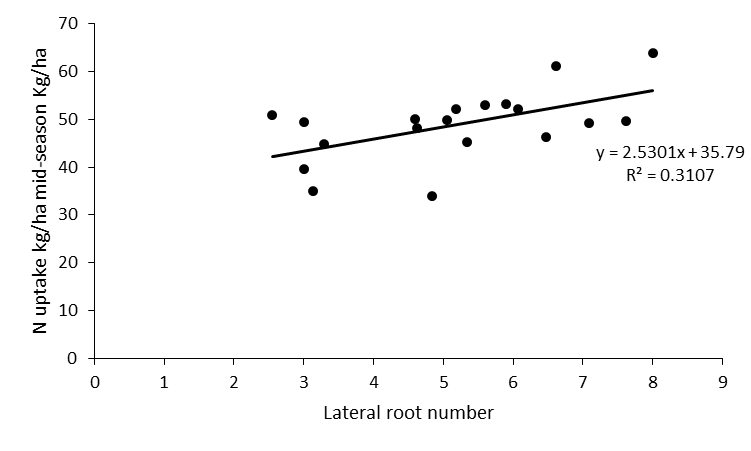 70
60
50
40
30
20
10
0
0 1 2 3 4 5 6 7 8 9
N uptake kg/ha mid-season Kg/ha
Lateral root number
y = 2.5301x + 35.79
R² = 0.3107